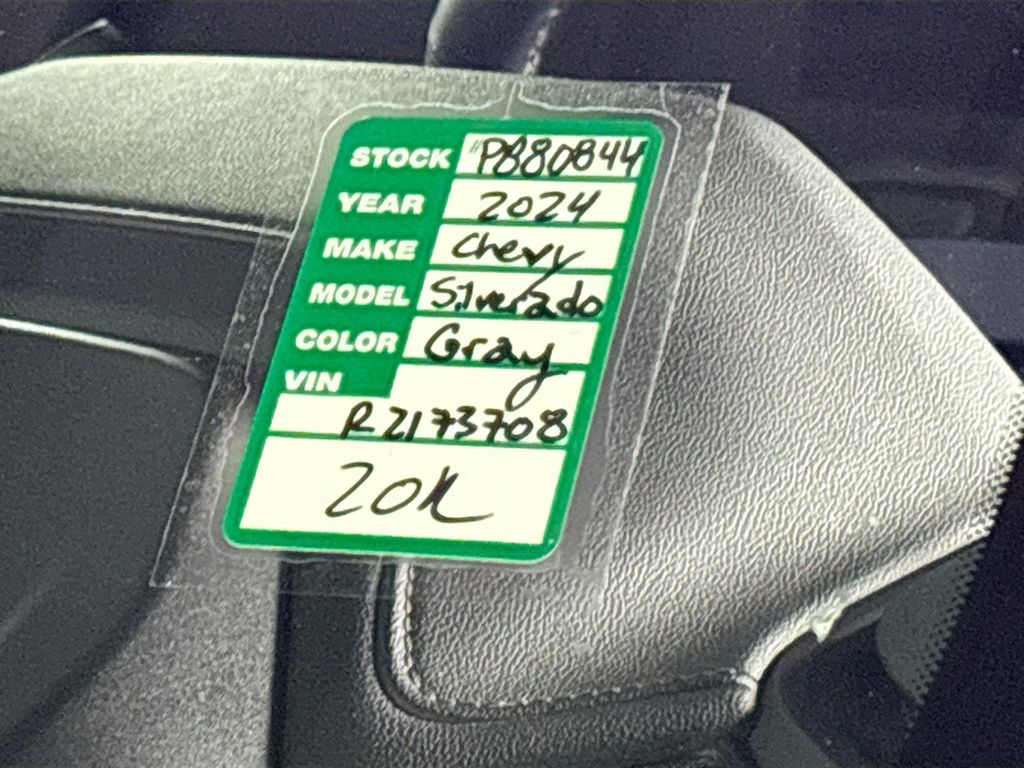 STOCK "P880844
YEAR 2024
MAKE Chevy
MODEL Silverado
COLOR Gray
VIN
R2173708
20K